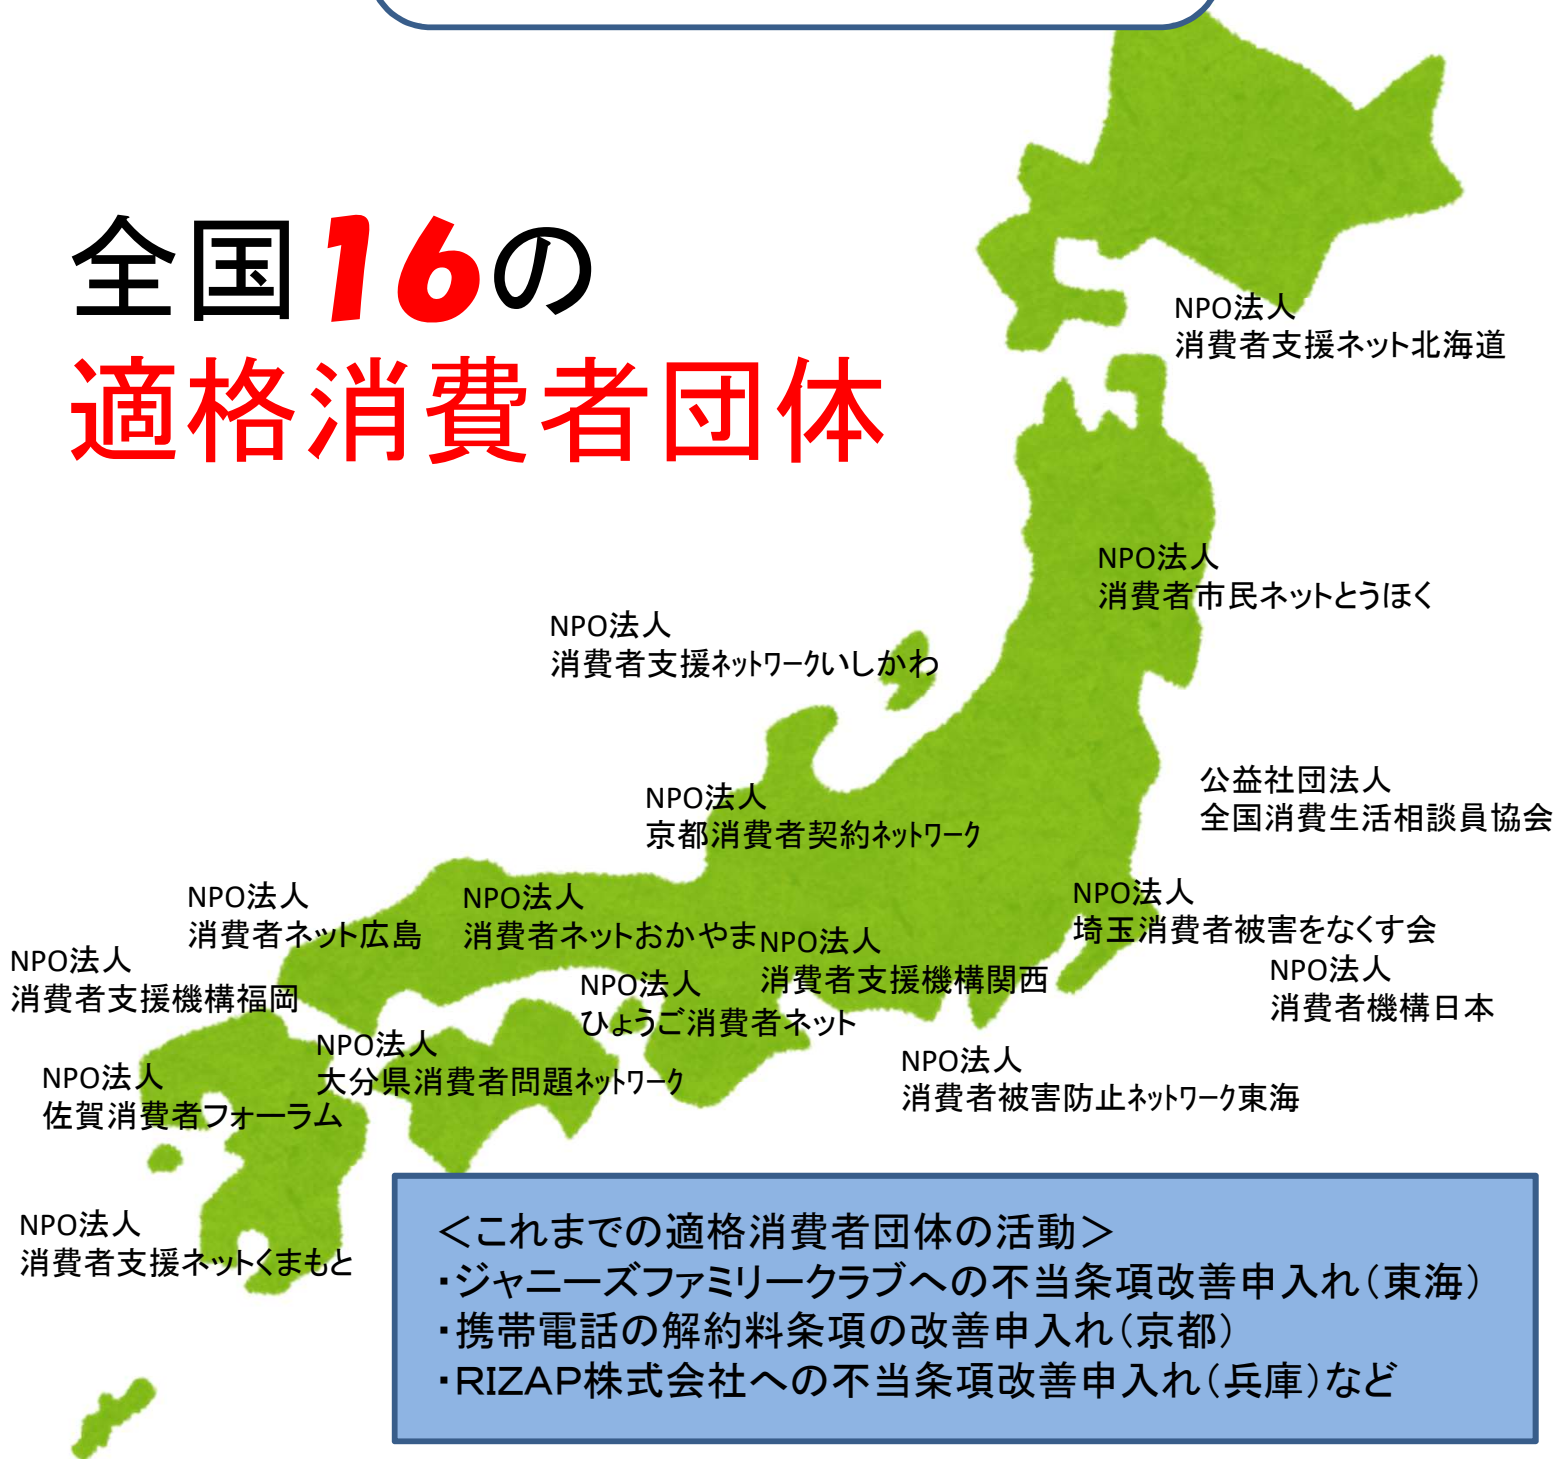 全国16の
適格消費者団体
NPO法人
消費者支援ネット北海道
NPO法人
消費者市民ネットとうほく
NPO法人
消費者支援ネットワークいしかわ
公益社団法人
全国消費生活相談員協会
NPO法人
京都消費者契約ネットワーク
NPO法人
埼玉消費者被害をなくす会
NPO法人
消費者ネット広島
NPO法人
消費者ネットおかやま
NPO法人
消費者支援機構関西
NPO法人
消費者支援機構福岡
NPO法人
消費者機構日本
NPO法人
ひょうご消費者ネット
NPO法人
大分県消費者問題ネットワーク
NPO法人
消費者被害防止ネットワーク東海
NPO法人
佐賀消費者フォーラム
NPO法人
消費者支援ネットくまもと
＜これまでの適格消費者団体の活動＞
・ジャニーズファミリークラブへの不当条項改善申入れ（東海）
・携帯電話の解約料条項の改善申入れ（京都）
・RIZAP株式会社への不当条項改善申入れ（兵庫）など